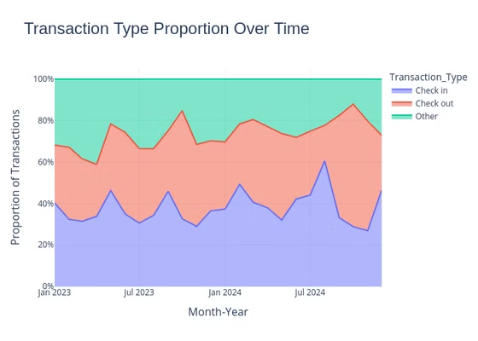 Transaction Type Proportion Over Time
Transaction_Type
Check in
Check out
Other
100%
80%
60%
40%
20%
0%
Proportion of Transactions
Jan 2023
Jul 2023
Jan 2024
Jul 2024
Month-Year